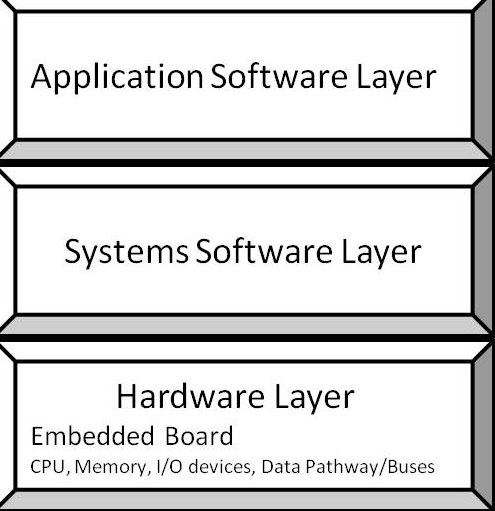 Application Software Layer
Systems Software Layer
Hardware Layer
Embedded Board
CPU, Memory, I/O devices, Data Pathway/Buses